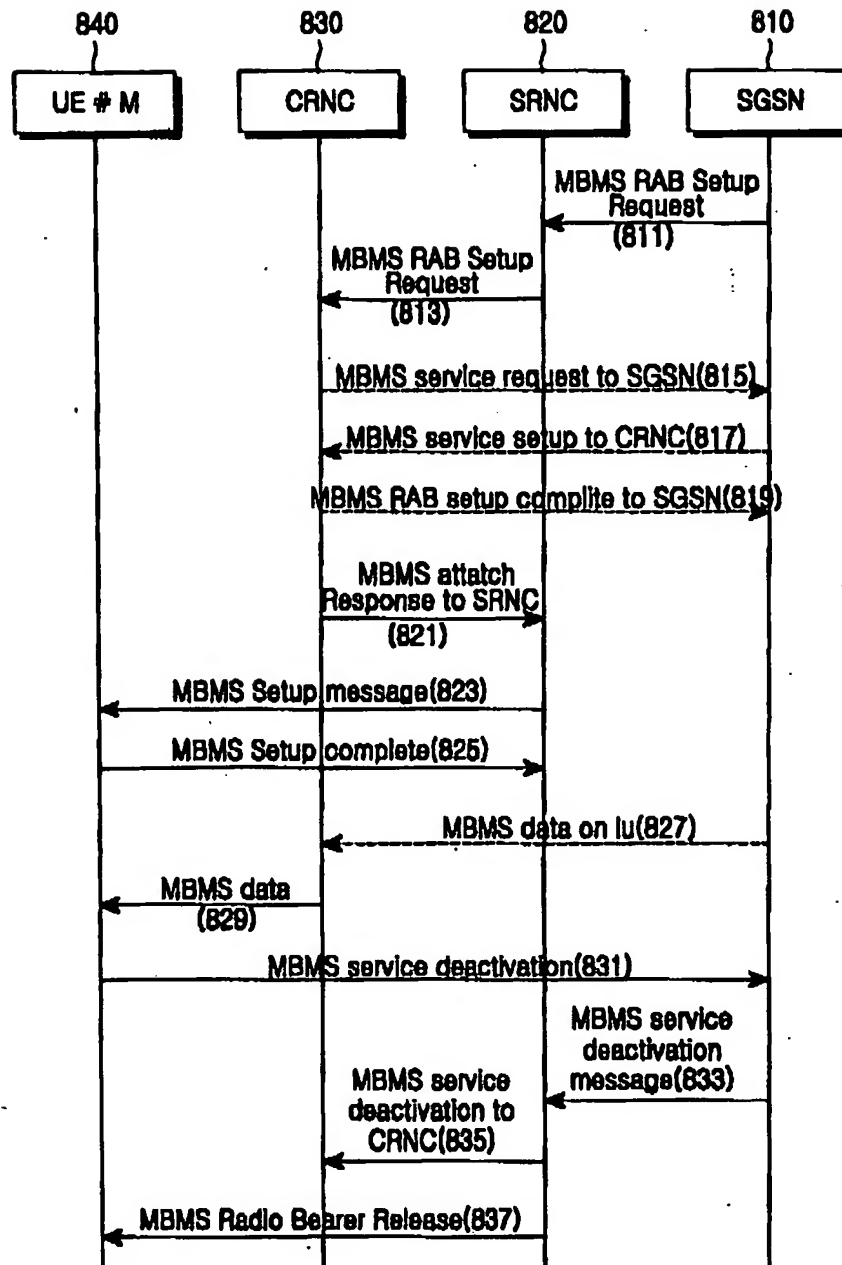 840 830 820 810
UE # M CRNC SRNC SGSN
MBMS RAB Setup
Request
(811)
MBMS RAB Setup
Request
(813)
MBMS service request to SGSN(815)
MBMS service setup to CRNC(817)
MBMS RAB setup complite to SGSN(819)
MBMS attatch
Response to SRNC
(821)
MBMS Setup message(823)
MBMS Setup complete(825)
MBMS data on Iu(827)
MBMS data
(829)
MBMS service deactivation(831)
MBMS service
deactivation
message(833)
MBMS service
deactivation to
CRNC(835)
MBMS Radio Bearer Release(837)